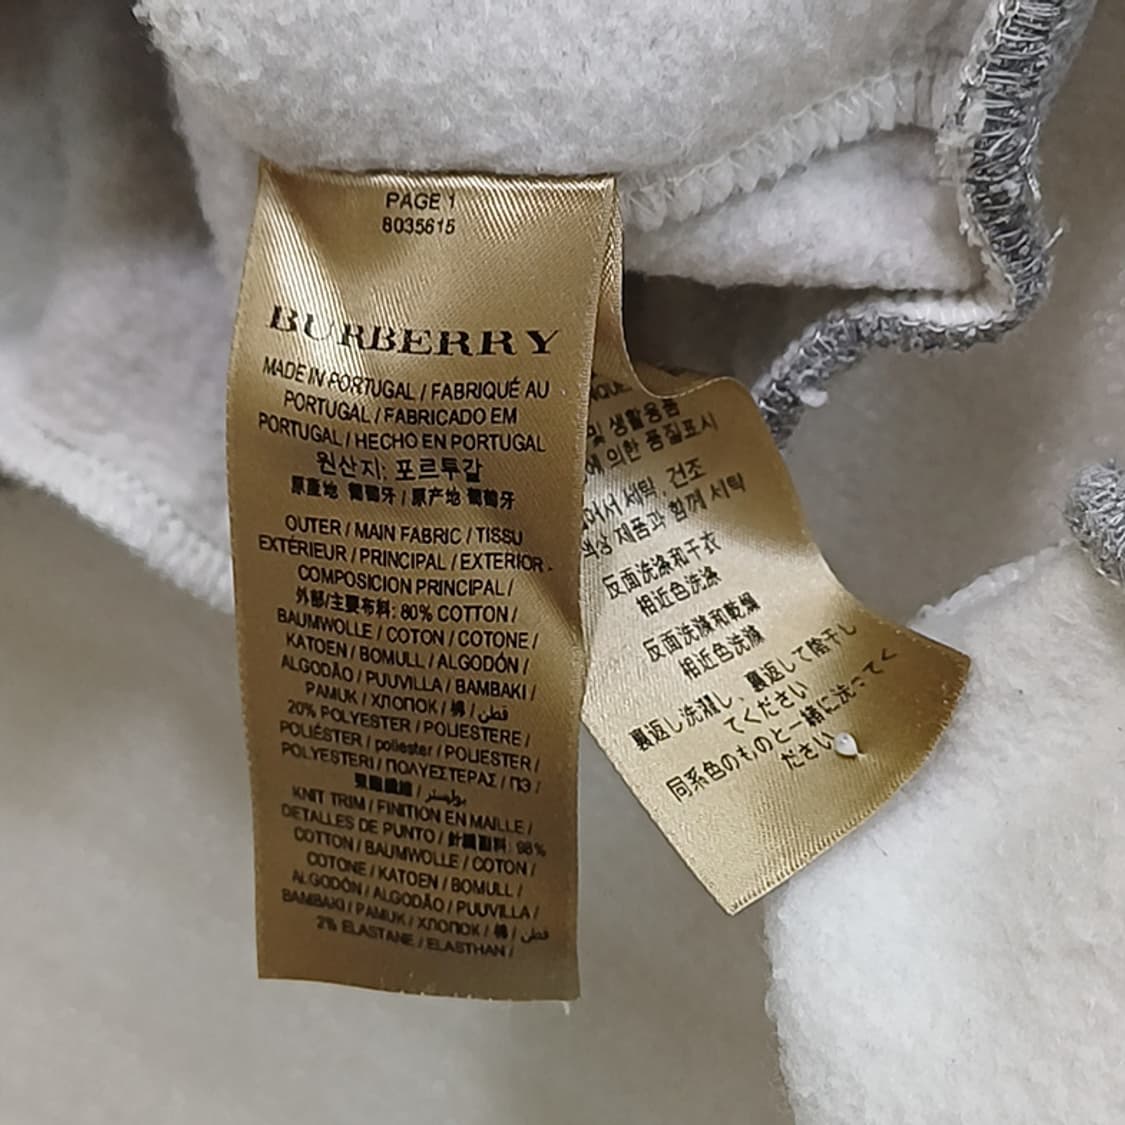 PAGE 1
8035615
BURBERRY
MADE IN PORTUGAL / FABRIQUÉ AU
PORTUGAL / FABRICADO EM
PORTUGAL / HECHO EN PORTUGAL
원산지: 포르투갈
原產地 葡萄牙 / 原产地 葡萄牙
OUTER / MAIN FABRIC / TISSU
EXTÉRIEUR / PRINCIPAL / EXTERIOR-
COMPOSICION PRINCIPAL /
外部/主要布料: 80% COTTON /
BAUMWOLLE / COTON / COTONE /
KATOEN / BOMULL / ALGODÓN /
ALGODÃO / PUUVILLA / BAMBAKI /
PAMUK / ХЛОПОК / 棉 / قطن
20% POLYESTER / POLIESTERE /
POLIÉSTER / poliester / POLJESTER /
POLYESTERI / ΠΟΛΥΕΣΤΕΡΑΣ / ПЭ /
聚酯纖維 / بوليستر
KNIT TRIM / FINITION EN MAILLE /
DETALLES DE PUNTO / 針織副料: 98%
COTTON / BAUMWOLLE / COTON /
COTONE / KATOEN / BOMULL /
ALGODÓN / ALGODÃO / PUUVILLA /
BAMBAKI / PAMUK / ХЛОПОК / 棉 / قطن
2% ELASTANE / ELASTHAN /
및 생활용품
에 의한 품질표시
세탁, 건조
색상 제품과 함께 세탁
反面洗涤和干衣
相近色洗涤
反面洗滌和乾燥
相近色洗滌
裏返し洗濯し、裏返して陰干し
てください
同系色のものと一緒に洗ってく
ださい